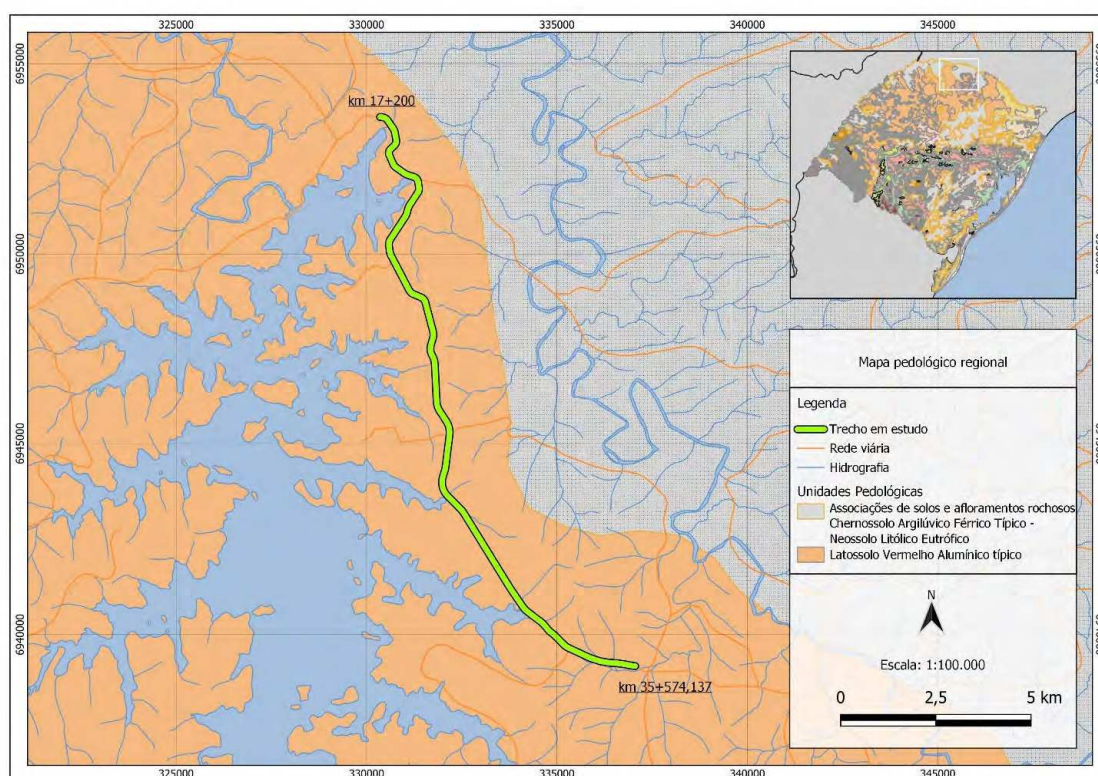 325000
330000
335000
340000
345000
6955000
6950000
6945000
6940000
km 17+200
km 35+574,137
Mapa pedológico regional
Legenda
Trecho em estudo
Rede viária
Hidrografia
Unidades Pedológicas
Associações de solos e afloramentos rochosos
Chernossolo Argilúvico Férrico Típico -
Neossolo Litólico Eutrófico
Latossolo Vermelho Alumínico típico
N
Escala: 1:100.000
0 2,5 5 km
325000
330000
335000
340000
345000